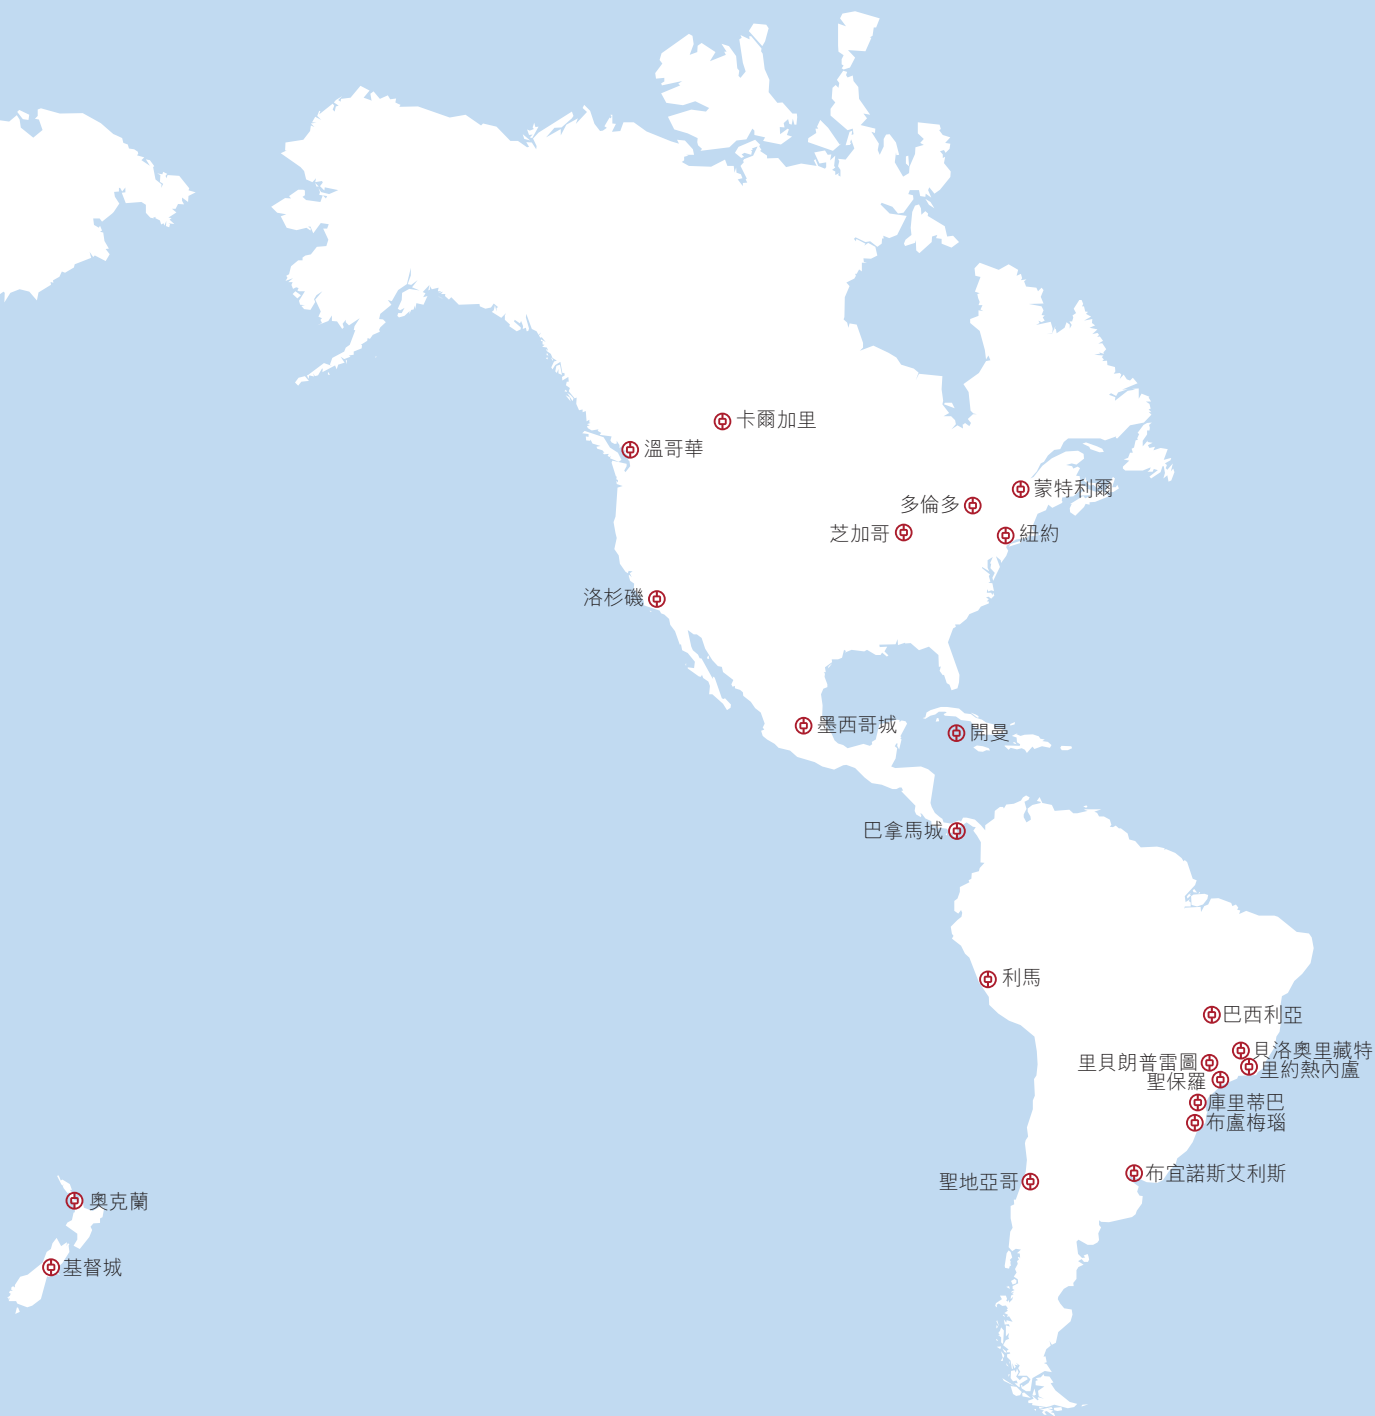 卡爾加里
溫哥華
蒙特利爾
多倫多
芝加哥
紐約
洛杉磯
墨西哥城
開曼
巴拿馬城
利馬
巴西利亞
貝洛奧里藏特
里貝朗普雷圖
里約熱內盧
聖保羅
庫里蒂巴
布盧梅瑙
布宜諾斯艾利斯
聖地亞哥
奧克蘭
基督城